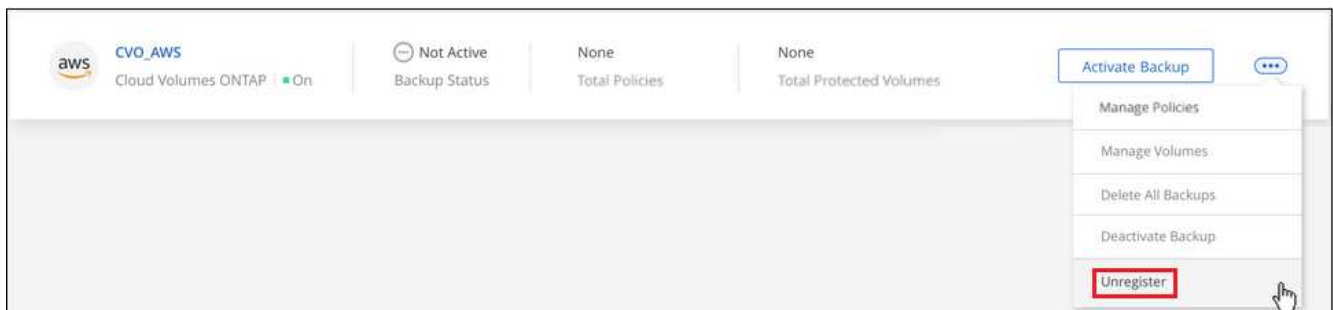 aws
CVO_AWS
Cloud Volumes ONTAP
On
Not Active
Backup Status
None
Total Policies
None
Total Protected Volumes
Activate Backup
Manage Policies
Manage Volumes
Delete All Backups
Deactivate Backup
Unregister